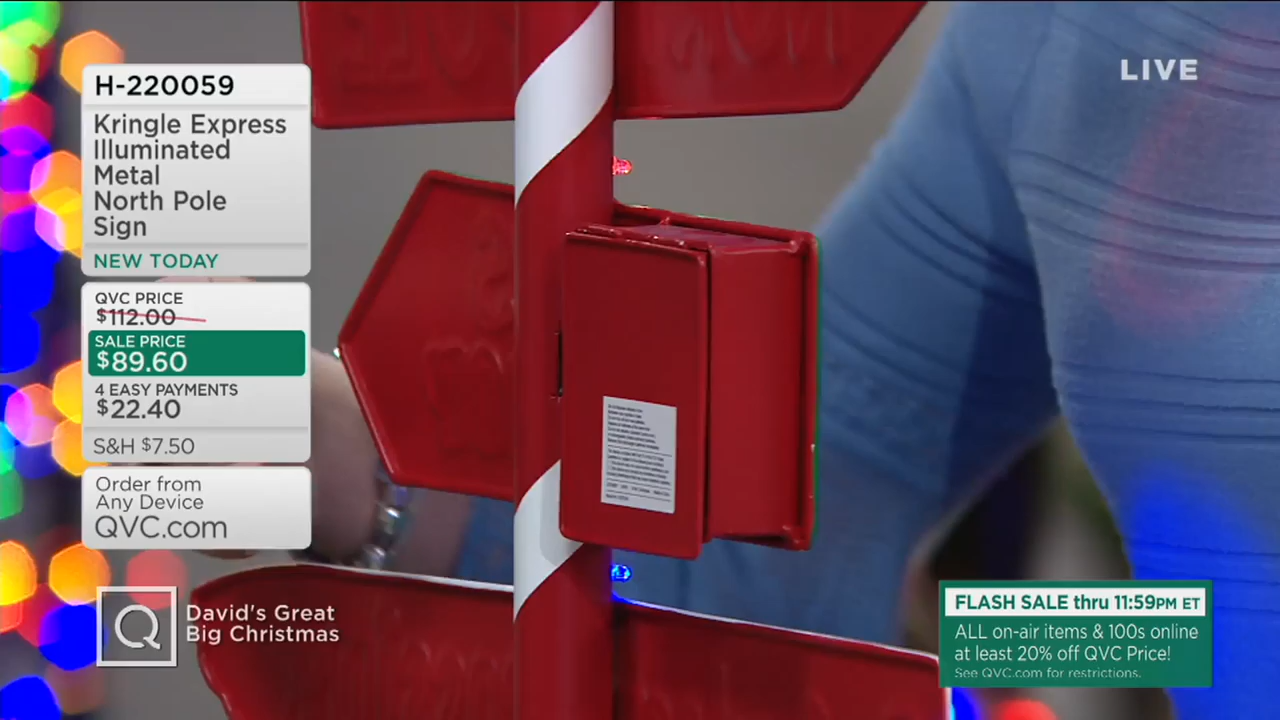 H-220059
Kringle Express
Illuminated
Metal
North Pole
Sign
NEW TODAY
QVC PRICE
$112.00
SALE PRICE
$89.60
4 EASY PAYMENTS
$22.40
S&H $7.50
Order from
Any Device
QVC.com
Q
David's Great
Big Christmas
LIVE
FLASH SALE thru 11:59PM ET
ALL on-air items & 100s online
at least 20% off QVC Price!
See QVC.com for restrictions.